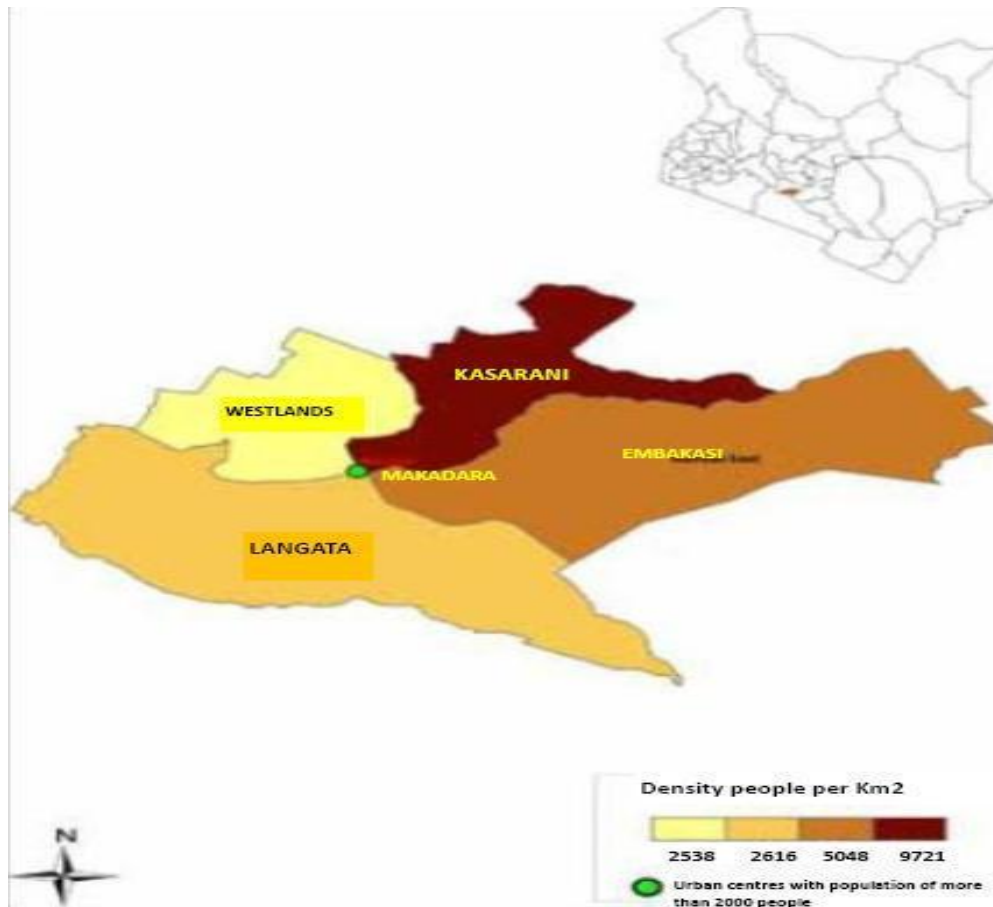 KASARANI
WESTLANDS
EMBAKASI
MAKADARA
LANGATA
N
Density people per Km2
2538 2616 5048 9721
Urban centres with population of more
than 2000 people